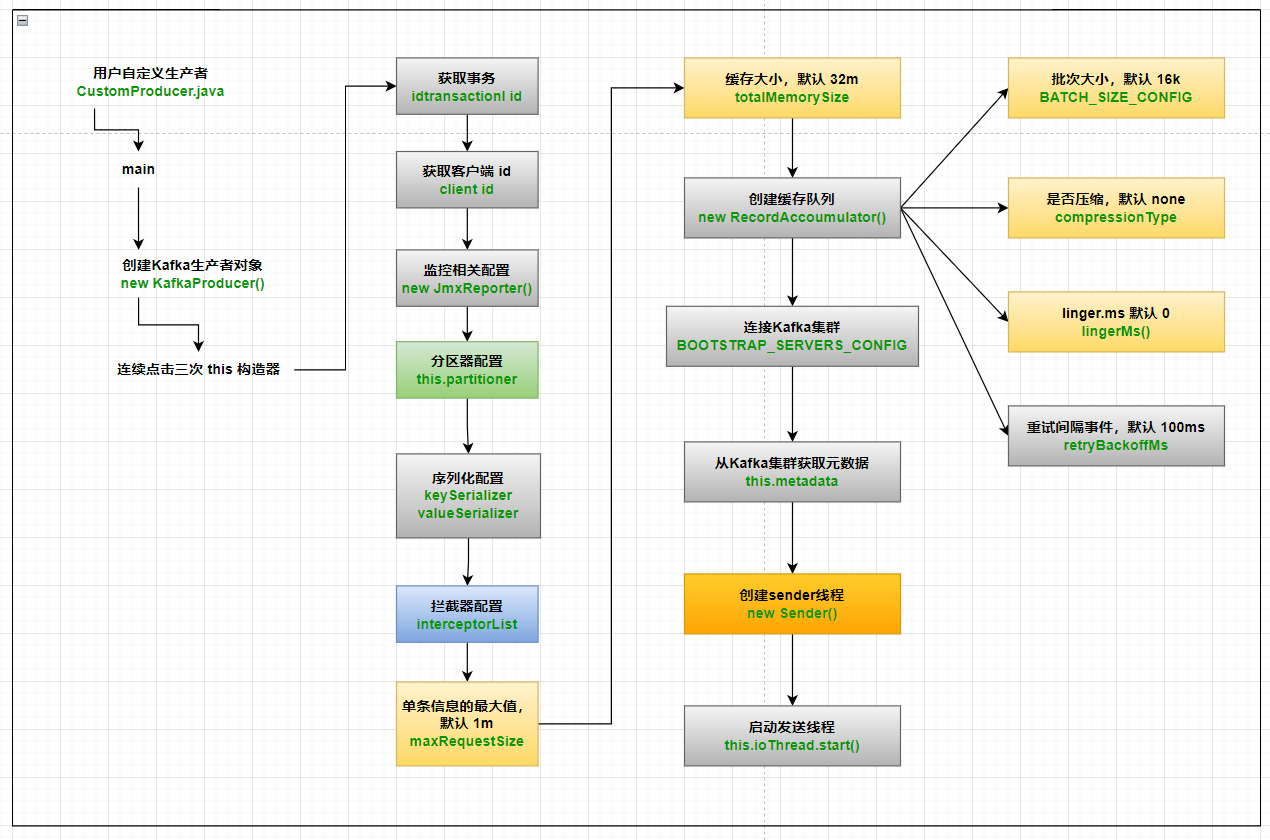 用户自定义生产者
CustomProducer.java
main
创建Kafka生产者对象
new KafkaProducer()
连续点击三次 this 构造器
获取事务
idtransactionl id
获取客户端 id
client id
监控相关配置
new JmxReporter()
分区器配置
this.partitioner
序列化配置
keySerializer
valueSerializer
拦截器配置
interceptorList
单条信息的最大值，
默认 1m
maxRequestSize
缓存大小，默认 32m
totalMemorySize
创建缓存队列
new RecordAccoumulator()
连接Kafka集群
BOOTSTRAP_SERVERS_CONFIG
从Kafka集群获取元数据
this.metadata
创建sender线程
new Sender()
启动发送线程
this.ioThread.start()
批次大小，默认 16k
BATCH_SIZE_CONFIG
是否压缩，默认 none
compressionType
linger.ms 默认 0
lingerMs()
重试间隔事件，默认 100ms
retryBackoffMs